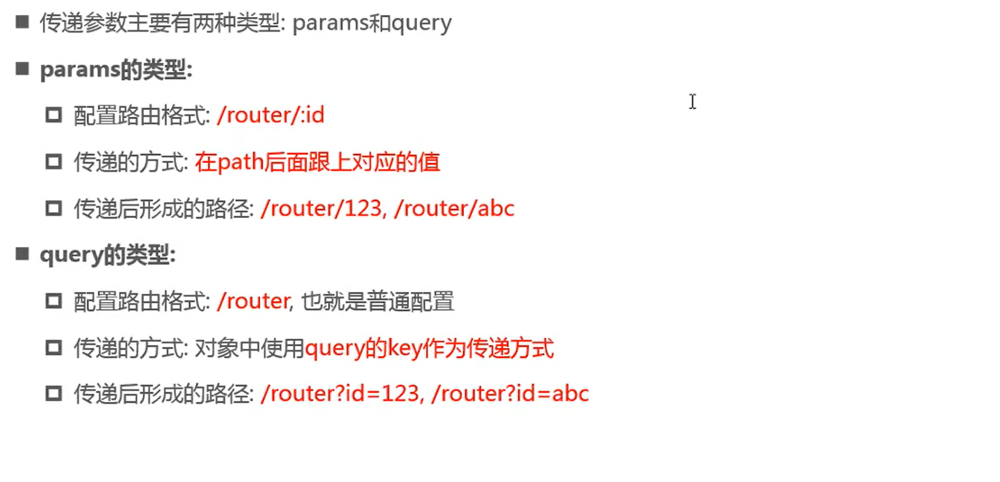 传递参数主要有两种类型: params和query
params的类型:
配置路由格式: /router/:id
传递的方式: 在path后面跟上对应的值
传递后形成的路径: /router/123, /router/abc
query的类型:
配置路由格式: /router, 也就是普通配置
传递的方式: 对象中使用query的key作为传递方式
传递后形成的路径: /router?id=123, /router?id=abc